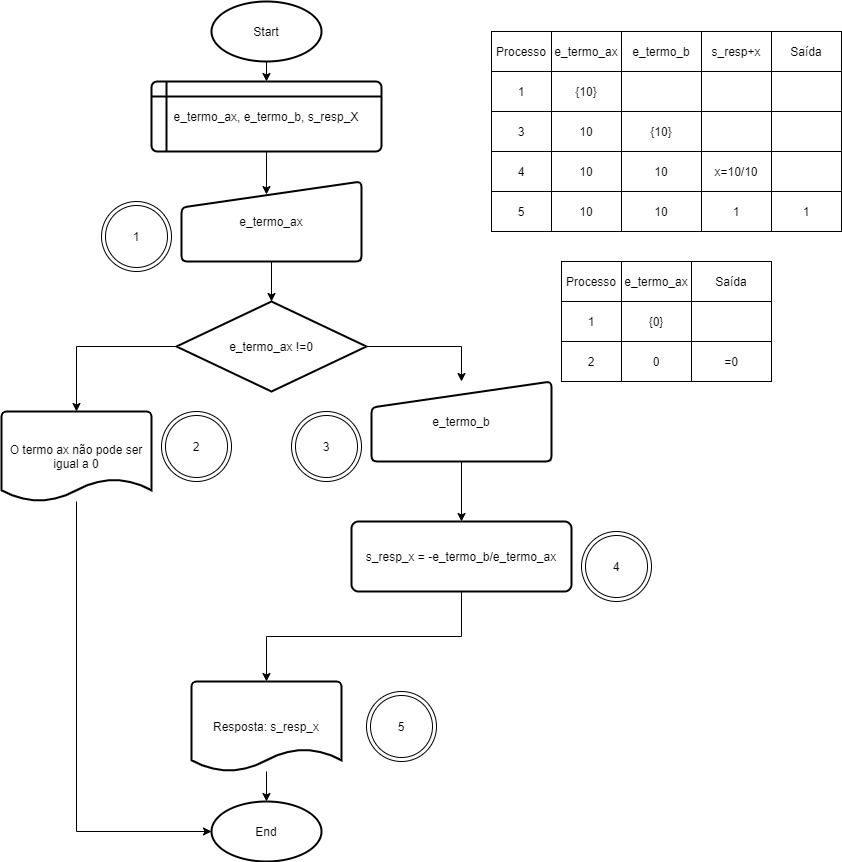 Start
e_termo_ax, e_termo_b, s_resp_X
e_termo_ax
1
e_termo_ax !=0
O termo ax não pode ser
igual a 0
2
3
e_termo_b
s_resp_x = -e_termo_b/e_termo_ax
4
Resposta: s_resp_x
5
End
Processo e_termo_ax e_termo_b s_resp+x Saída
1 {10}
3 10 {10}
4 10 10 x=10/10
5 10 10 1 1
Processo e_termo_ax Saída
1 {0}
2 0 =0